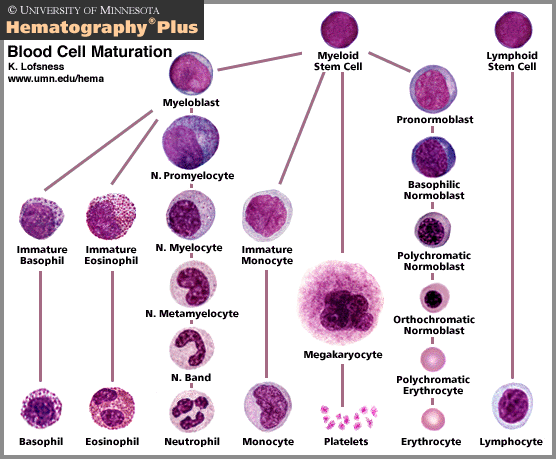 © UNIVERSITY OF MINNESOTA
Hematography® Plus
Blood Cell Maturation
K. Lofsness
www.umn.edu/hema
Myeloid
Stem Cell
Lymphoid
Stem Cell
Myeloblast
Pronormoblast
N. Promyelocyte
Basophilic
Normoblast
Immature
Basophil
Immature
Eosinophil
N. Myelocyte
Immature
Monocyte
Polychromatic
Normoblast
N. Metamyelocyte
Orthochromatic
Normoblast
Megakaryocyte
N. Band
Polychromatic
Erythrocyte
Basophil
Eosinophil
Neutrophil
Monocyte
Platelets
Erythrocyte
Lymphocyte